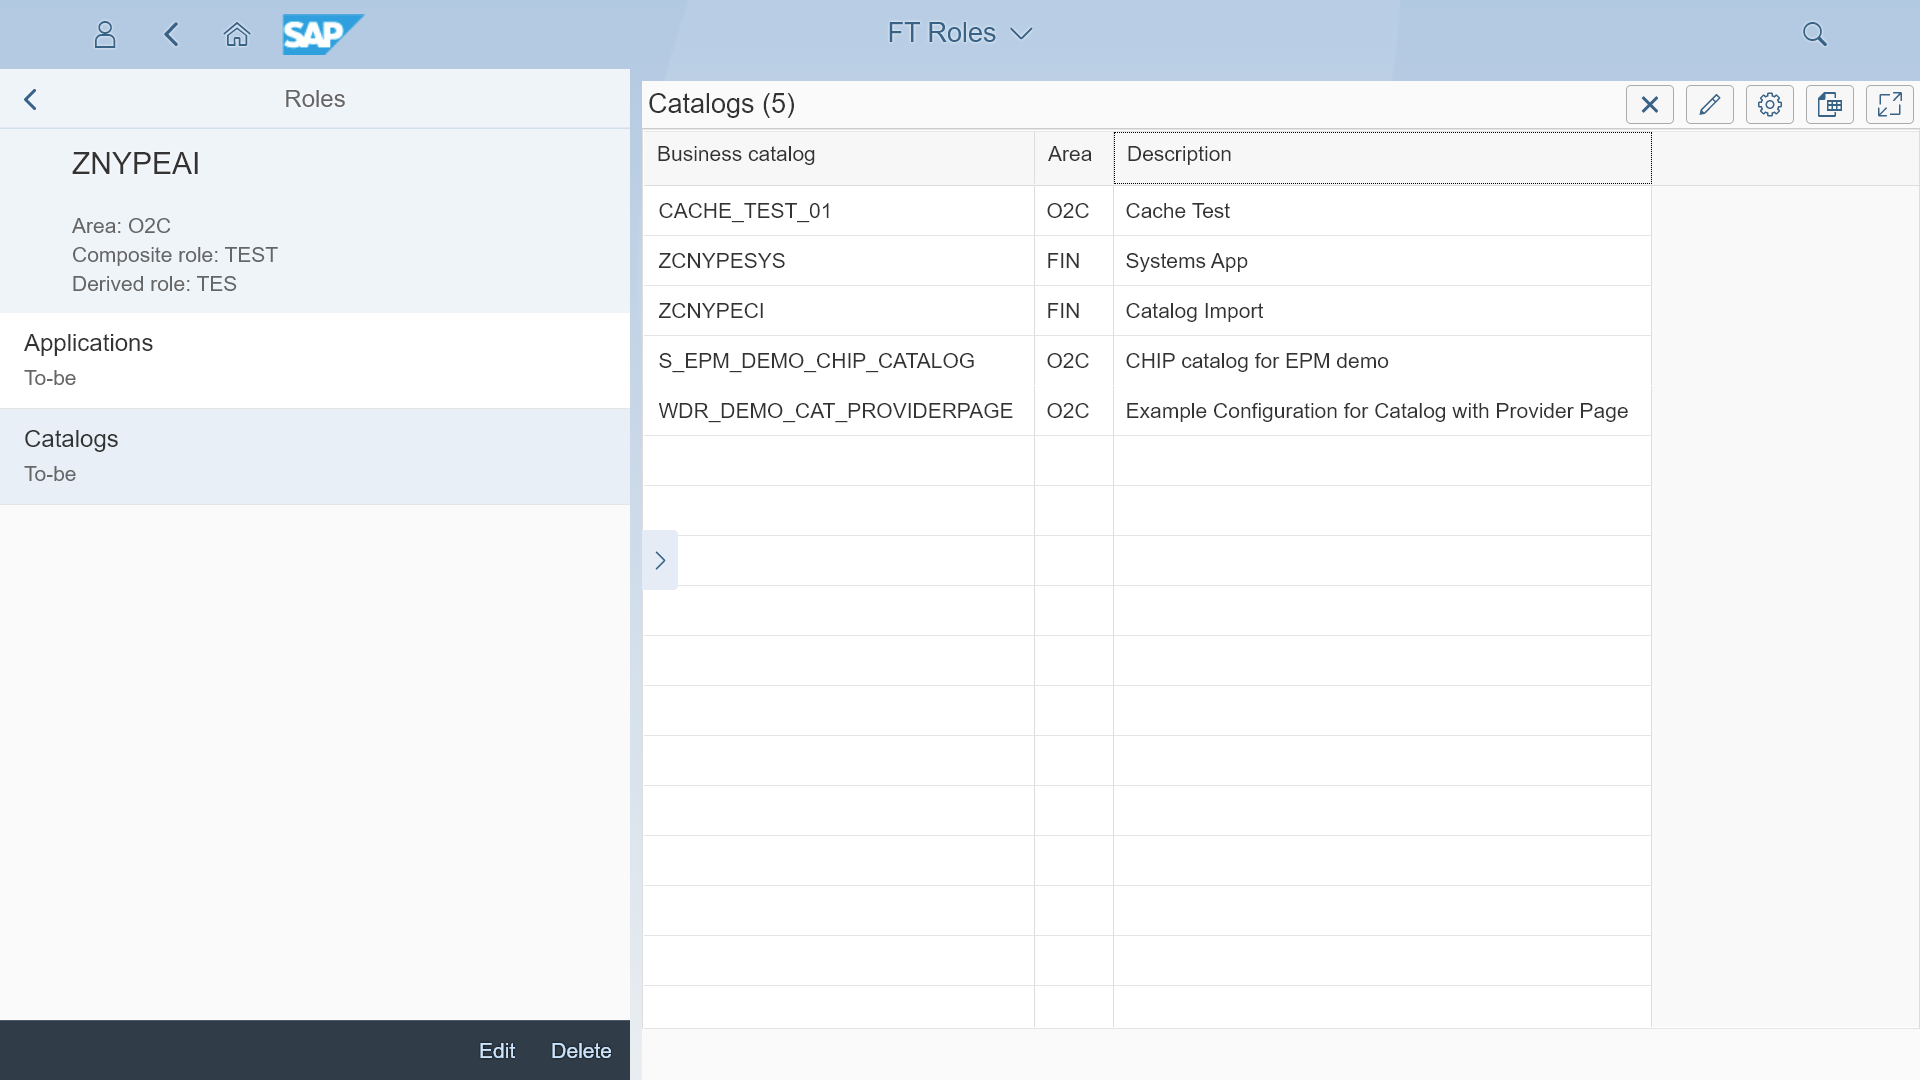 SAP
FT Roles
Roles
ZNYPEAI
Area: O2C
Composite role: TEST
Derived role: TES
Applications
To-be
Catalogs
To-be
Edit Delete
Catalogs (5)
Business catalog Area Description
CACHE_TEST_01 O2C Cache Test
ZCNYPESYS FIN Systems App
ZCNYPECI FIN Catalog Import
S_EPM_DEMO_CHIP_CATALOG O2C CHIP catalog for EPM demo
WDR_DEMO_CAT_PROVIDERPAGE O2C Example Configuration for Catalog with Provider Page